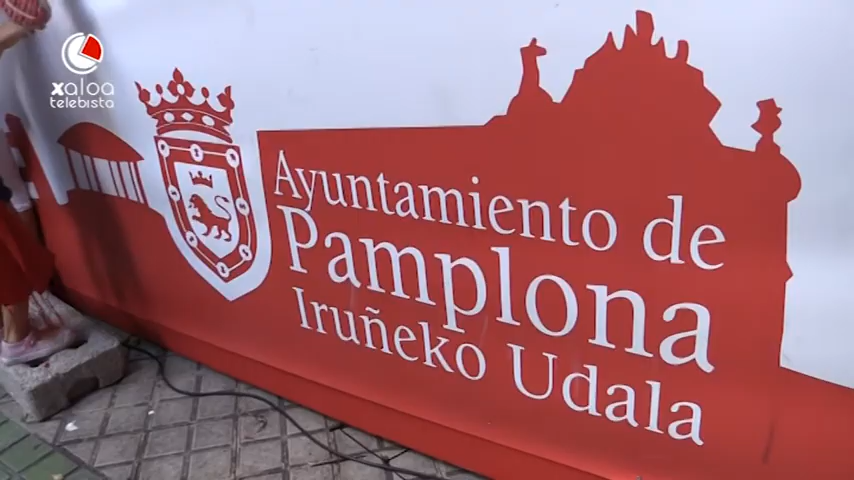 xaloa
telebista
Ayuntamiento de
Pamplona
Iruñeko Udala